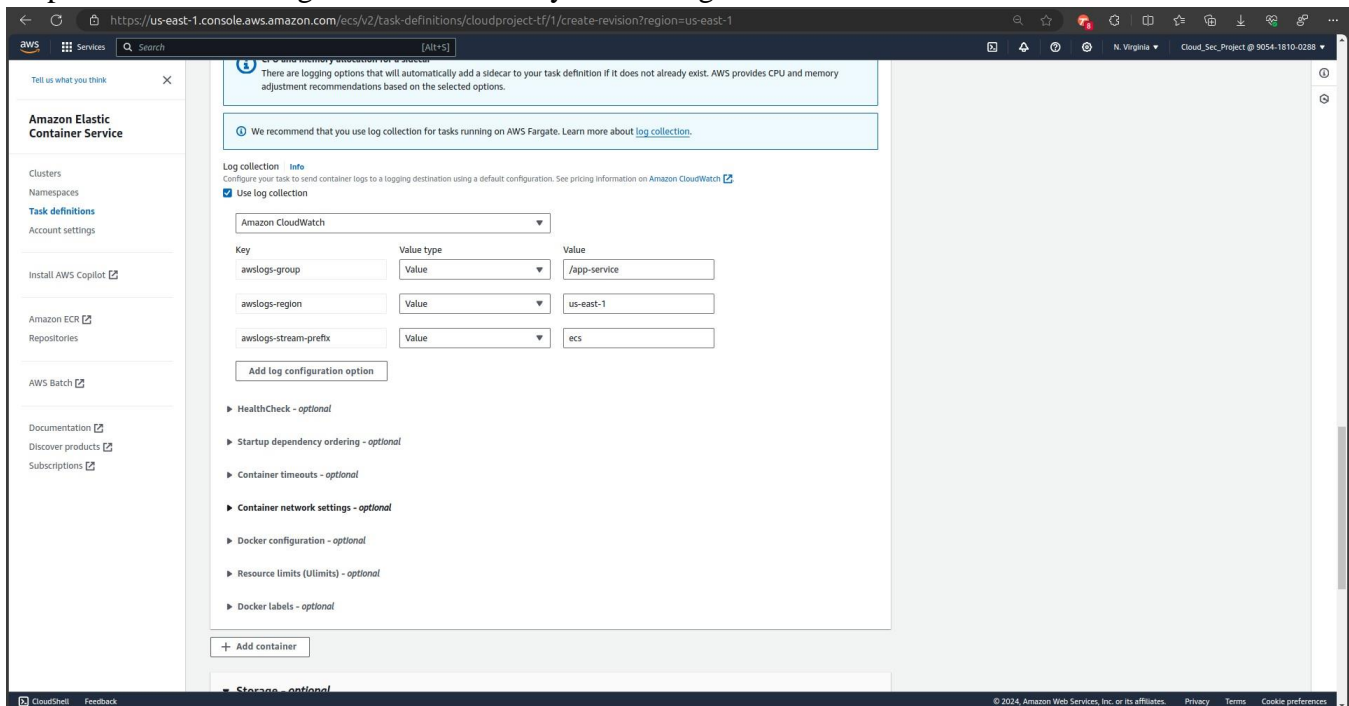 https://us-east-1.console.aws.amazon.com/ecs/v2/task-definitions/cloudproject-tf/1/create-revision?region=us-east-1
aws Services Search [Alt+S] N. Virginia Cloud_Sec_Project @ 9054-1810-0288
Tell us what you think
There are logging options that will automatically add a sidecar to your task definition if it does not already exist. AWS provides CPU and memory
adjustment recommendations based on the selected options.
Amazon Elastic
Container Service
We recommend that you use log collection for tasks running on AWS Fargate. Learn more about log collection.
Clusters
Namespaces
Task definitions
Account settings
Install AWS Copilot
Amazon ECR
Repositories
AWS Batch
Documentation
Discover products
Subscriptions
Log collection Info
Configure your task to send container logs to a logging destination using a default configuration. See pricing information on Amazon CloudWatch.
Use log collection
Amazon CloudWatch
Key Value type Value
awslogs-group Value /app-service
awslogs-region Value us-east-1
awslogs-stream-prefix Value ecs
Add log configuration option
HealthCheck - optional
Startup dependency ordering - optional
Container timeouts - optional
Container network settings - optional
Docker configuration - optional
Resource limits (Ulimits) - optional
Docker labels - optional
+ Add container
Storage - optional
CloudShell Feedback © 2024, Amazon Web Services, Inc. or its affiliates. Privacy Terms Cookie preferences